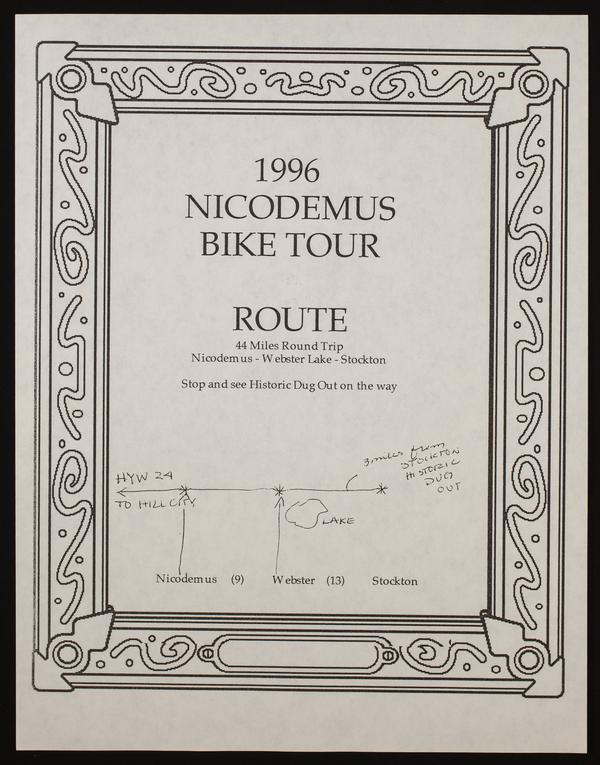 1996
NICODEMUS
BIKE TOUR
ROUTE
44 Miles Round Trip
Nicodemus - Webster Lake - Stockton
Stop and see Historic Dug Out on the way
3 miles from
STOCKTON
HISTORIC
DUG
OUT
HYW 24
TO HILL CITY
LAKE
Nicodemus (9) Webster (13) Stockton